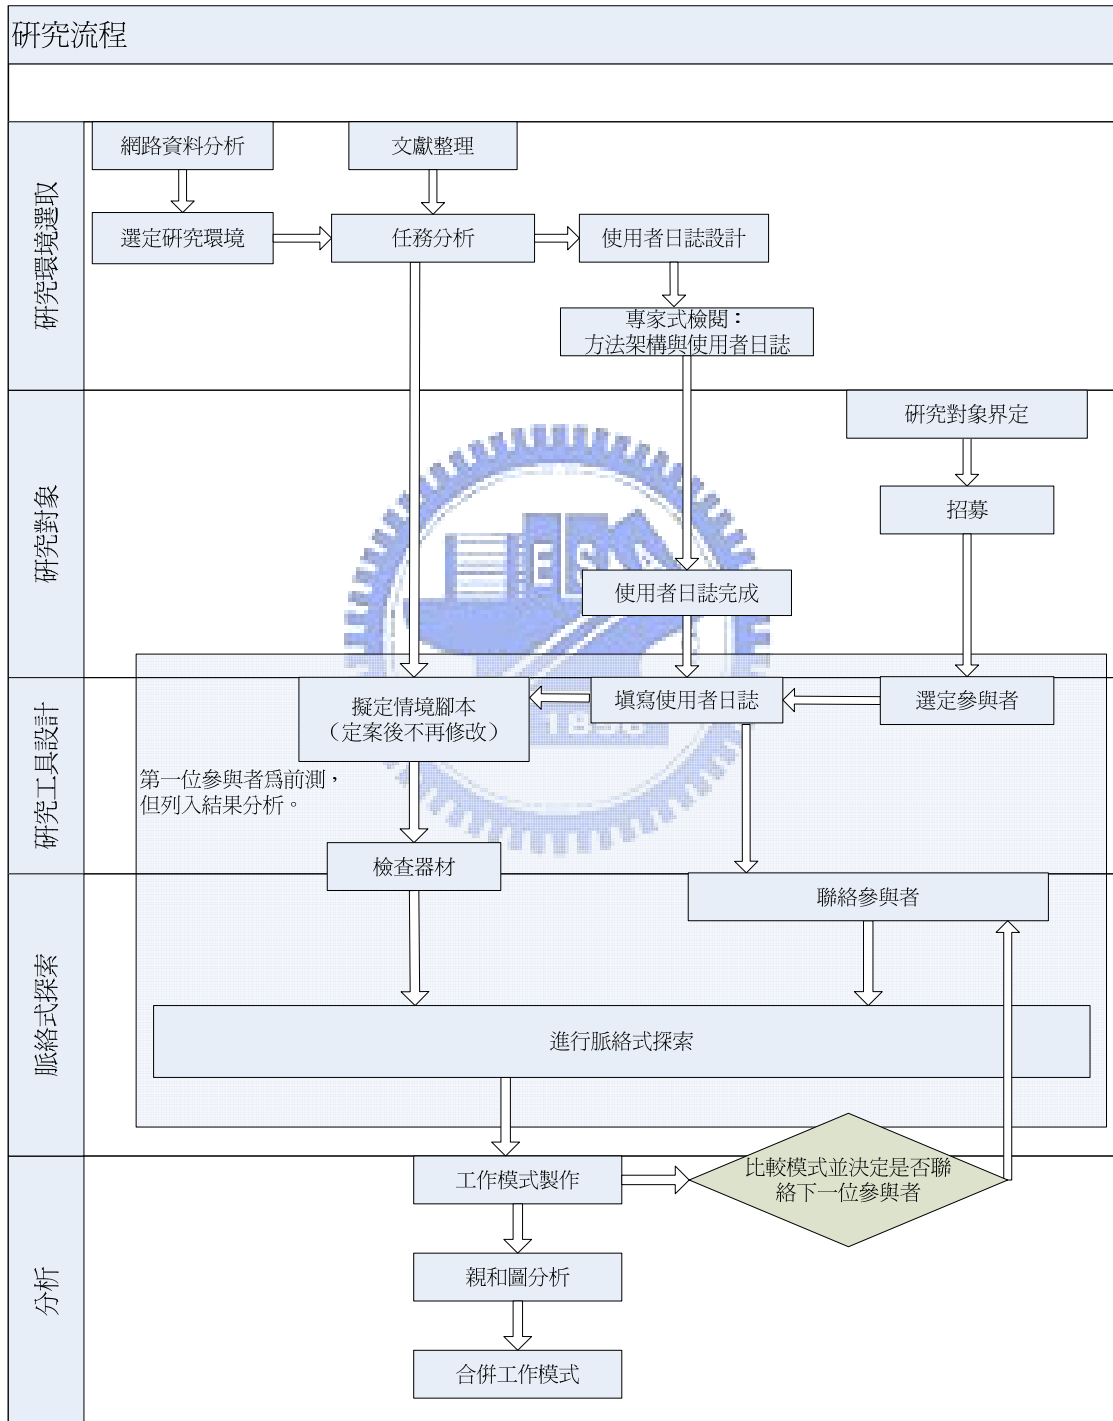 研究流程
研究環境選取
網路資料分析
文獻整理
選定研究環境
任務分析
使用者日誌設計
專家式檢閱：
方法架構與使用者日誌
研究對象
研究對象界定
招募
ES
使用者日誌完成
研究工具設計
擬定情境腳本
（定案後不再修改）
填寫使用者日誌
選定參與者
1896
第一位參與者爲前測，
但列入結果分析。
檢查器材
脈絡式探索
聯絡參與者
進行脈絡式探索
分析
工作模式製作
比較模式並決定是否聯
絡下一位參與者
親和圖分析
合併工作模式